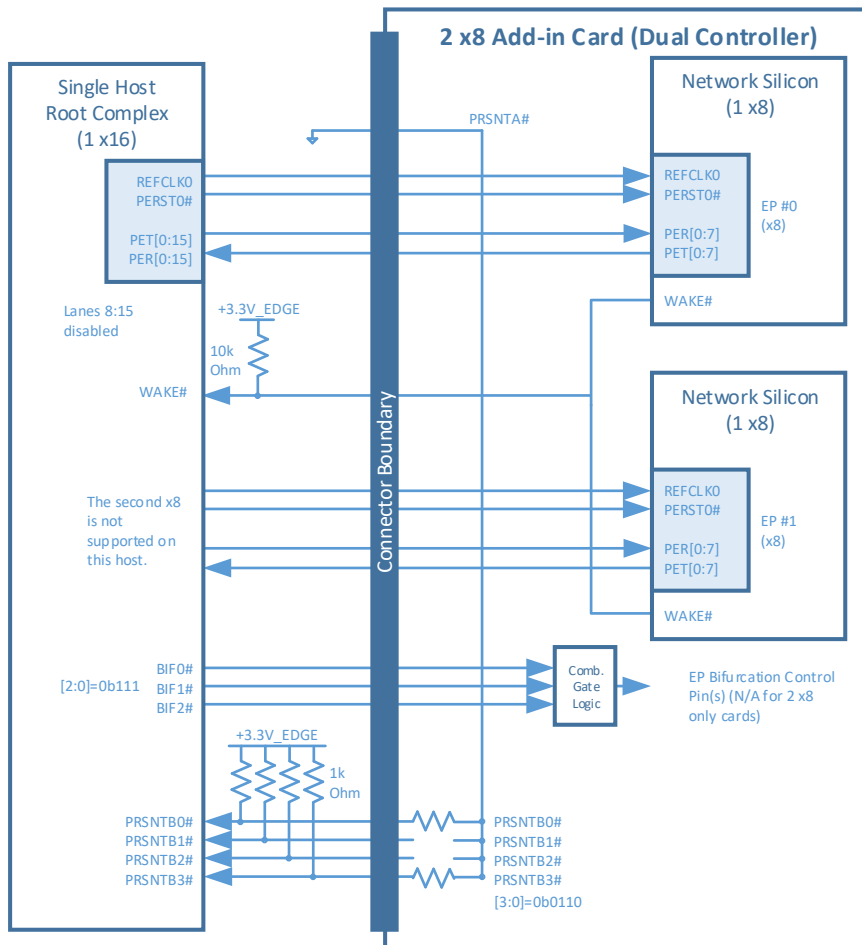 2 x8 Add-in Card (Dual Controller)
Single Host
Root Complex
(1 x16)
REFCLK0
PERST0#
PET[0:15]
PER[0:15]
Lanes 8:15
disabled
+3.3V_EDGE
10k
Ohm
WAKE#
The second x8
is not
supported on
this host.
[2:0]=0b111
BIF0#
BIF1#
BIF2#
+3.3V_EDGE
1k
Ohm
PRSNTB0#
PRSNTB1#
PRSNTB2#
PRSNTB3#
Connector Boundary
PRSNTA#
Network Silicon
(1 x8)
REFCLK0
PERST0#
PER[0:7]
PET[0:7]
EP #0
(x8)
WAKE#
Network Silicon
(1 x8)
REFCLK0
PERST0#
PER[0:7]
PET[0:7]
EP #1
(x8)
WAKE#
Comb.
Gate
Logic
EP Bifurcation Control
Pin(s) (N/A for 2 x8
only cards)
PRSNTB0#
PRSNTB1#
PRSNTB2#
PRSNTB3#
[3:0]=0b0110